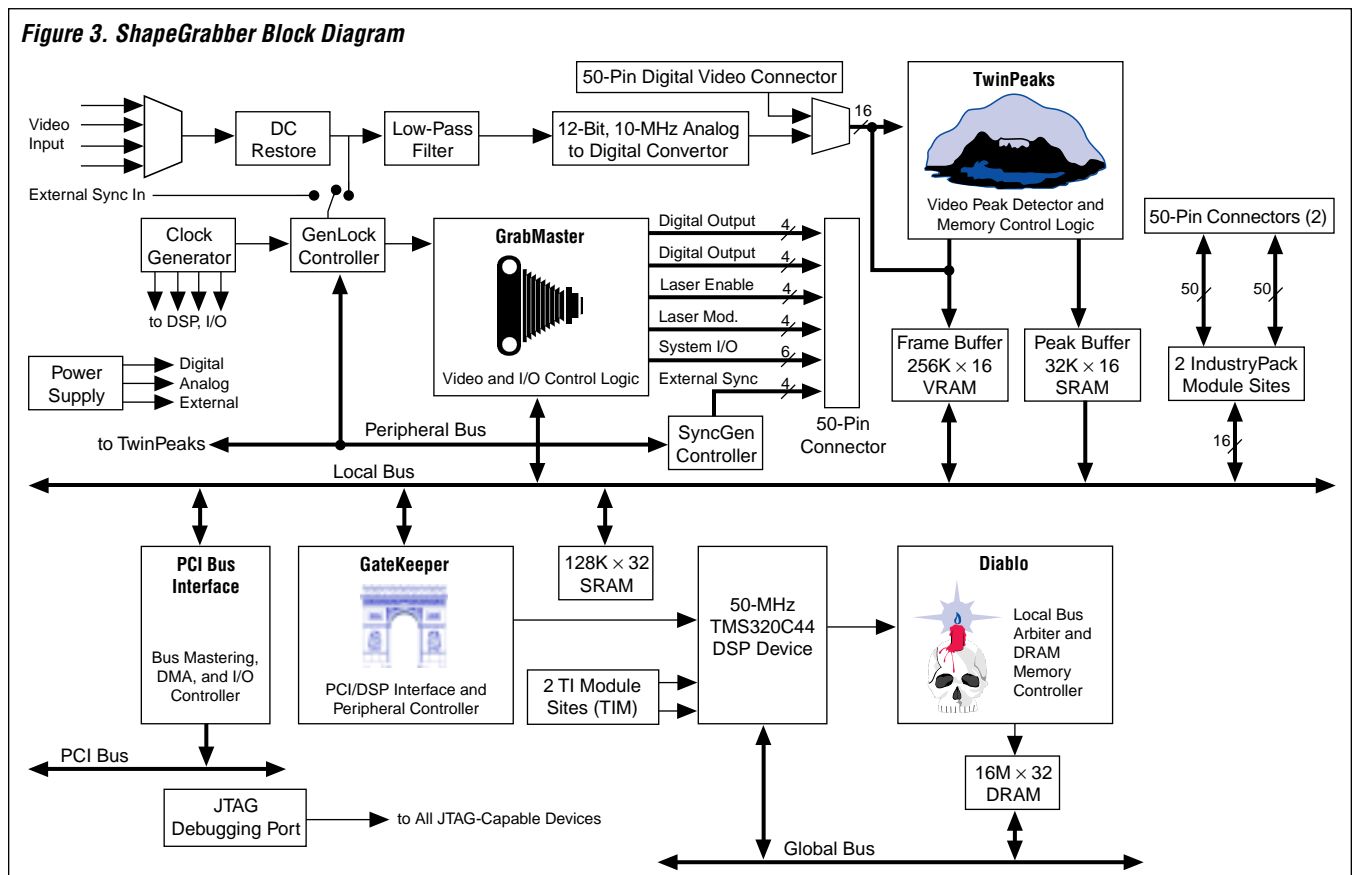 Figure 3. ShapeGrabber Block Diagram
50-Pin Digital Video Connector
TwinPeaks
Video
Input
DC
Restore
Low-Pass
Filter
12-Bit, 10-MHz Analog
to Digital Convertor
16
External Sync In
Video Peak Detector and
Memory Control Logic
50-Pin Connectors (2)
Clock
Generator
GenLock
Controller
GrabMaster
Digital Output
4
Digital Output
4
Laser Enable
4
Laser Mod.
4
System I/O
6
External Sync
4
50
50
to DSP, I/O
Video and I/O Control Logic
Frame Buffer
256K × 16
VRAM
Peak Buffer
32K × 16
SRAM
2 IndustryPack
Module Sites
Power
Supply
Digital
Analog
External
50-Pin
Connector
to TwinPeaks
Peripheral Bus
SyncGen
Controller
16
Local Bus
PCI Bus
Interface
Bus Mastering,
DMA, and I/O
Controller
GateKeeper
PCI/DSP Interface and
Peripheral Controller
128K × 32
SRAM
2 TI Module
Sites (TIM)
50-MHz
TMS320C44
DSP Device
Diablo
Local Bus
Arbiter and
DRAM
Memory
Controller
PCI Bus
16M × 32
DRAM
JTAG
Debugging Port
to All JTAG-Capable Devices
Global Bus